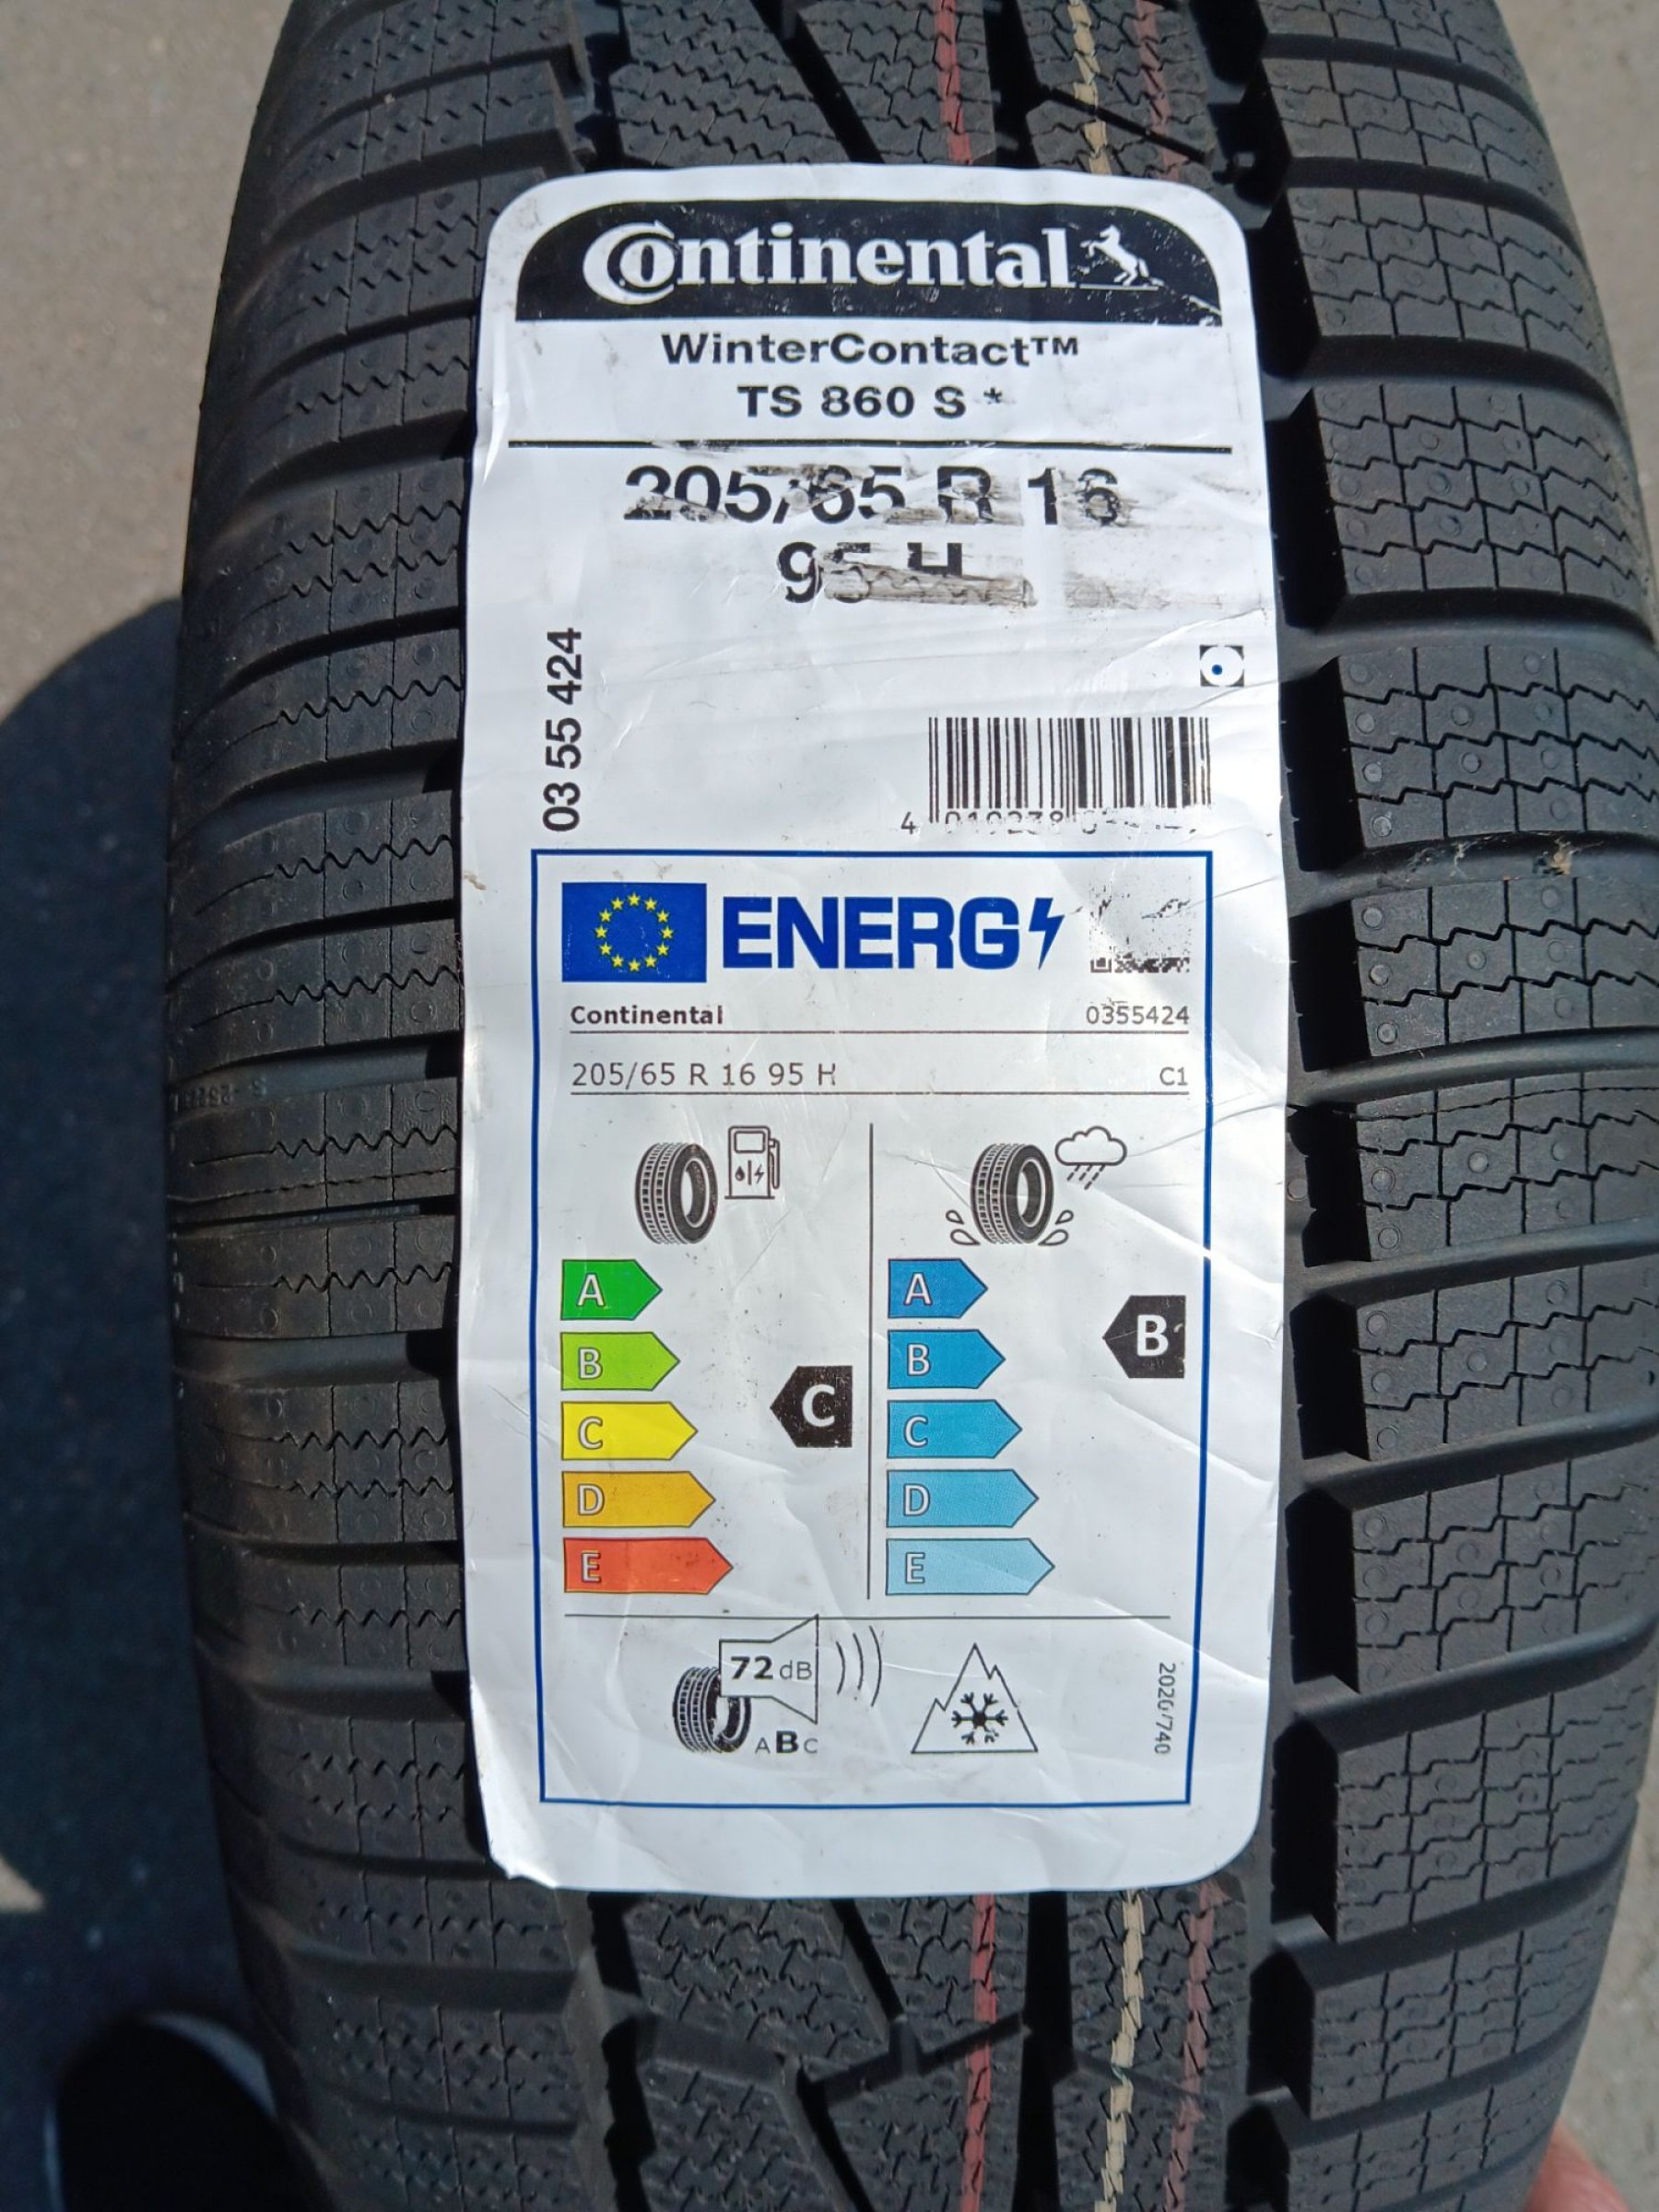 Continental
WinterContact™
TS 860 S *
205/65 R 16
95 H
03 55 424
ENERG
Continental 0355424
205/65 R 16 95 H C1
A A
B B B
C C C
D D
E E
72 dB
ABC
2020/740